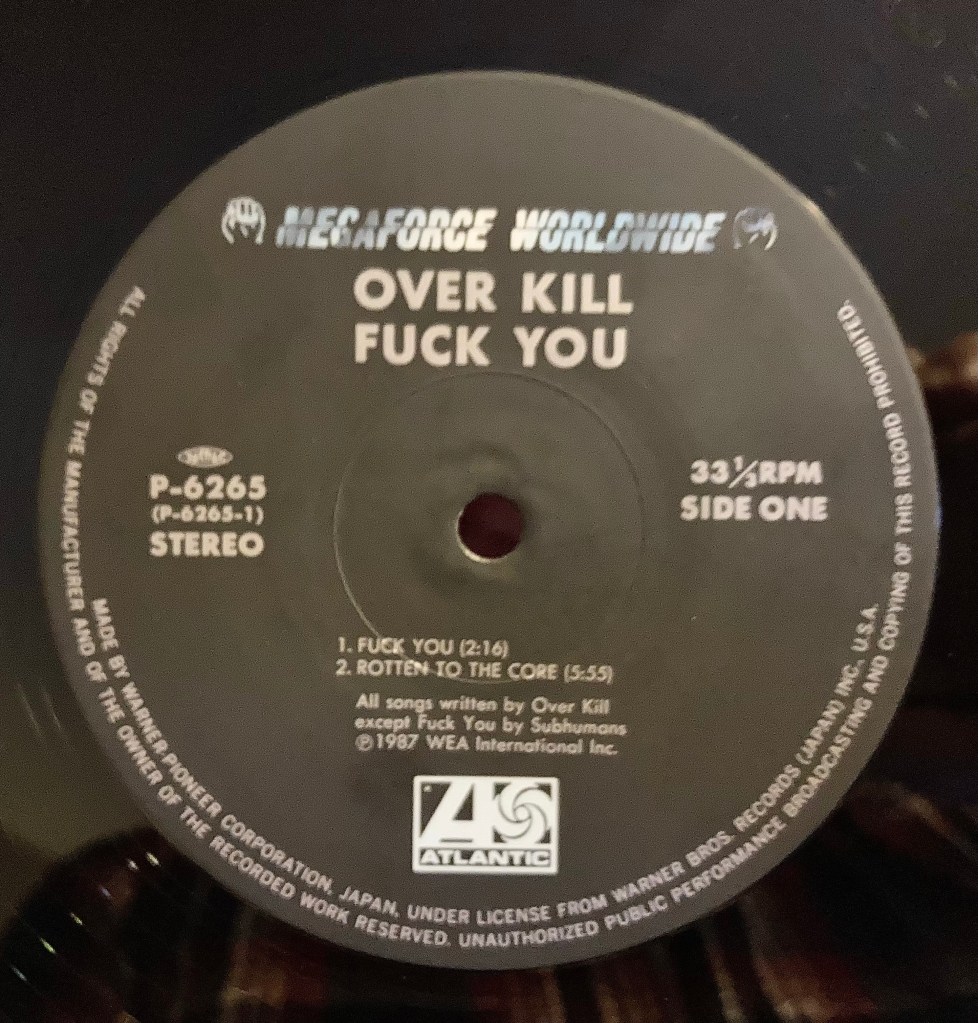 MEGAFORCE WORLDWIDE
OVER KILL
FUCK YOU
P-6265
(P-6265-1)
STEREO
33⅓RPM
SIDE ONE
1. FUCK YOU (2:16)
2. ROTTEN TO THE CORE (5:55)
All songs written by Over Kill
except Fuck You by Subhumans
℗1987 WEA International Inc.
ATLANTIC
MADE BY WARNER-PIONEER CORPORATION, JAPAN, UNDER LICENSE FROM WARNER BROS. RECORDS (JAPAN) INC., U.S.A.
ALL RIGHTS OF THE MANUFACTURER AND OF THE OWNER OF THE RECORDED WORK RESERVED. UNAUTHORIZED PUBLIC PERFORMANCE BROADCASTING AND COPYING OF THIS RECORD PROHIBITED.